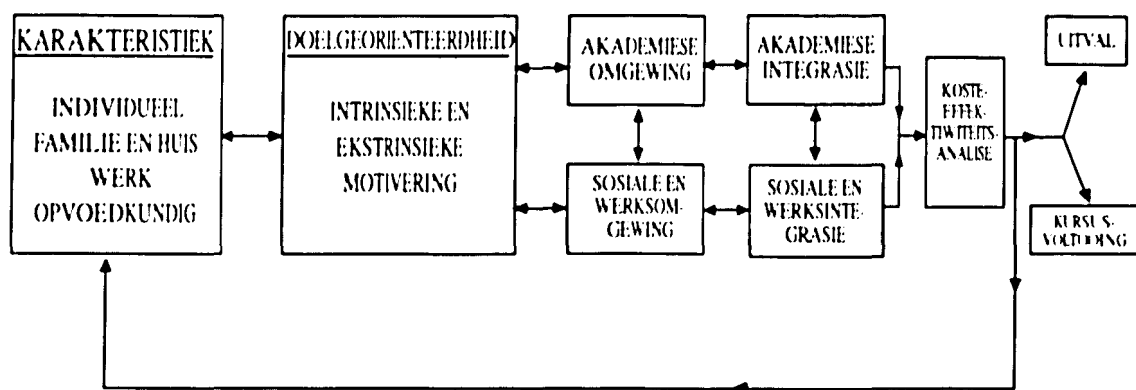 KARAKTERISTIEK
INDIVIDUEEL
FAMILIE EN HUIS
WERK
OPVOEDKUNDIG
DOELGEORIENTEERDHEID
INTRINSIEKE EN
EKSTRINSIEKE
MOTIVERING
AKADEMIESE
OMGEWING
SOSIALE EN
WERKSOM-
GEWING
AKADEMIESE
INTEGRASIE
SOSIALE EN
WERKSINTE-
GRASIE
KOSTE-
EFFEK-
TIWITEITS-
ANALISE
UITVAL
KURSUS-
VOLTOOIING